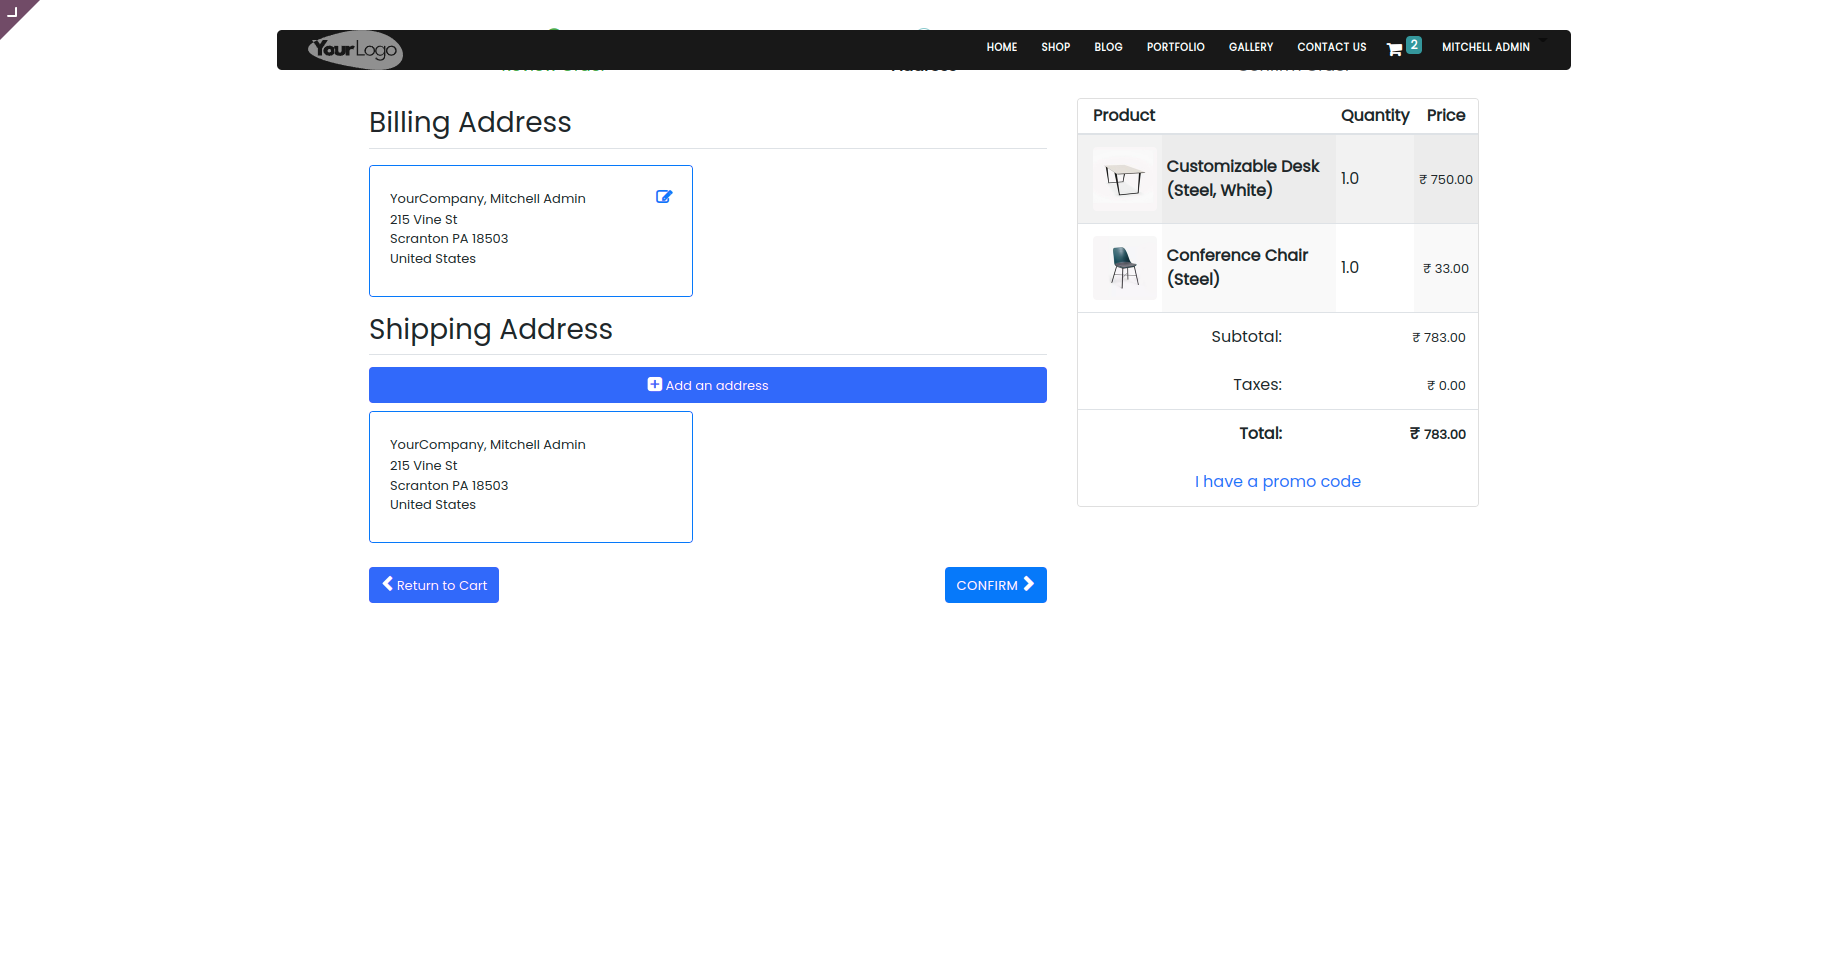 YourLogo
HOME SHOP BLOG PORTFOLIO GALLERY CONTACT US 2 MITCHELL ADMIN
Billing Address
YourCompany, Mitchell Admin
215 Vine St
Scranton PA 18503
United States
Shipping Address
Add an address
YourCompany, Mitchell Admin
215 Vine St
Scranton PA 18503
United States
Return to Cart
CONFIRM
Product Quantity Price
Customizable Desk
(Steel, White)
1.0 ₹ 750.00
Conference Chair
(Steel)
1.0 ₹ 33.00
Subtotal: ₹ 783.00
Taxes: ₹ 0.00
Total: ₹ 783.00
I have a promo code